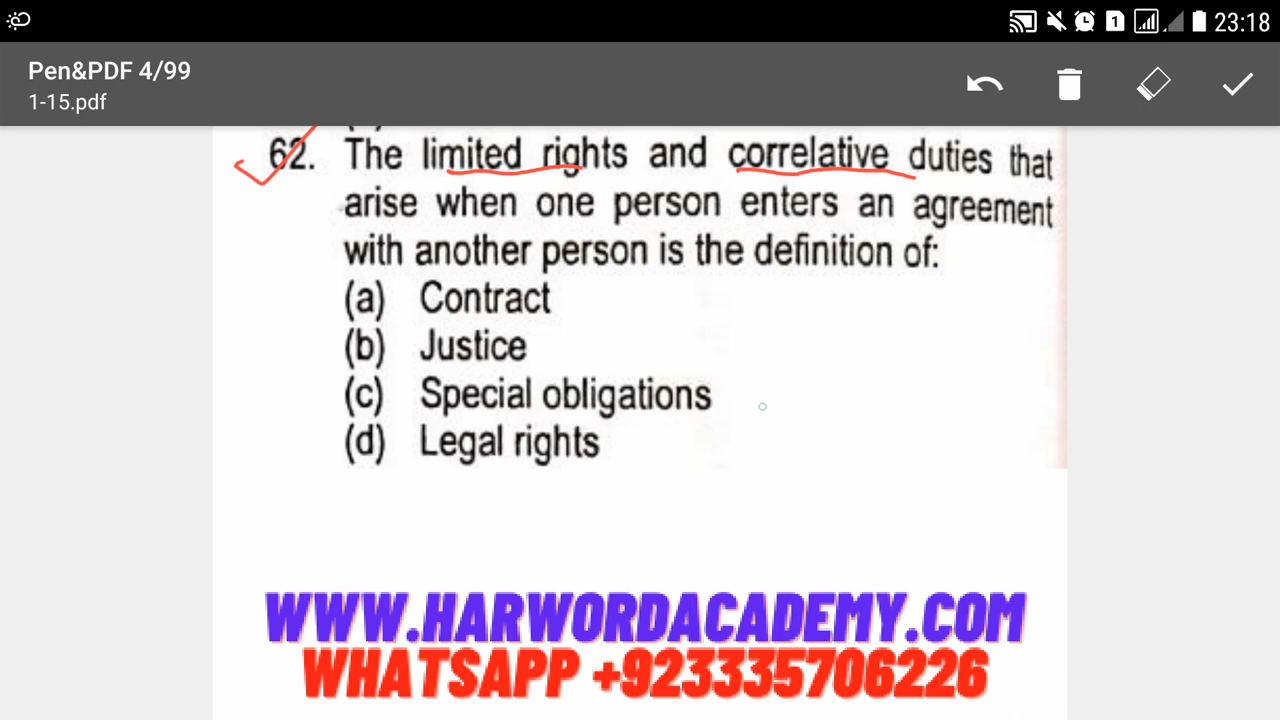 23:18
Pen&PDF 4/99
1-15.pdf
62. The limited rights and correlative duties that
arise when one person enters an agreement
with another person is the definition of:
(a) Contract
(b) Justice
(c) Special obligations
(d) Legal rights
WWW.HARWORDACADEMY.COM
WHATSAPP +923335706226